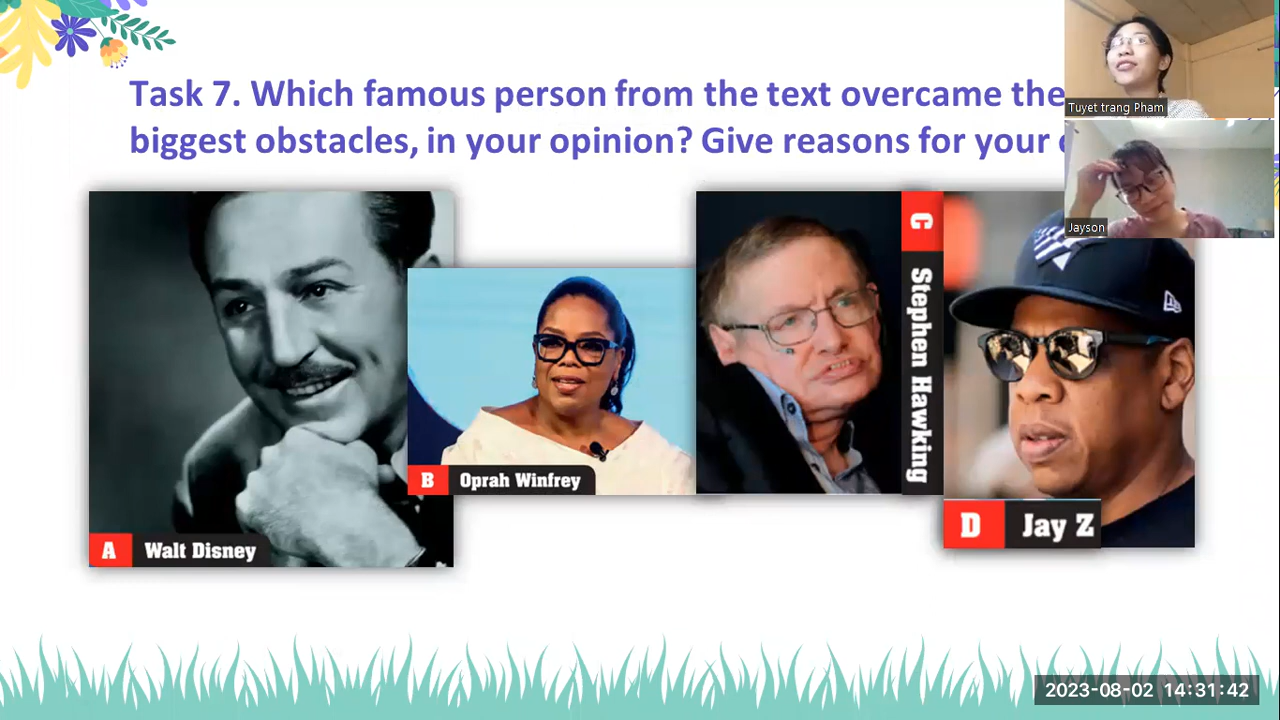 Task 7. Which famous person from the text overcame the
biggest obstacles, in your opinion? Give reasons for your
Tuyet trang Pham
Jayson
A Walt Disney
B Oprah Winfrey
C Stephen Hawking
D Jay Z
2023-08-02 14:31:42